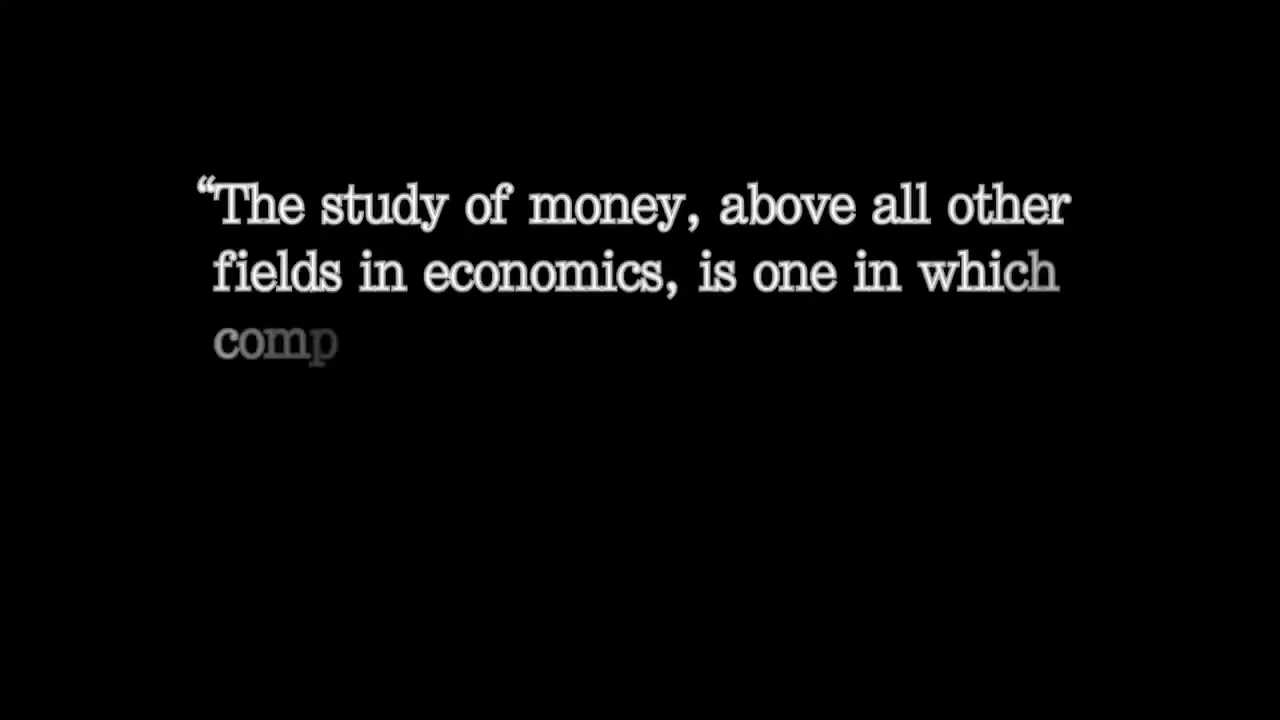 “The study of money, above all other
fields in economics, is one in which
comp